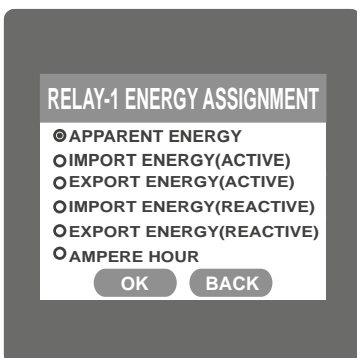 RELAY-1 ENERGY ASSIGNMENT
APPARENT ENERGY
IMPORT ENERGY(ACTIVE)
EXPORT ENERGY(ACTIVE)
IMPORT ENERGY(REACTIVE)
EXPORT ENERGY(REACTIVE)
AMPERE HOUR
OK BACK